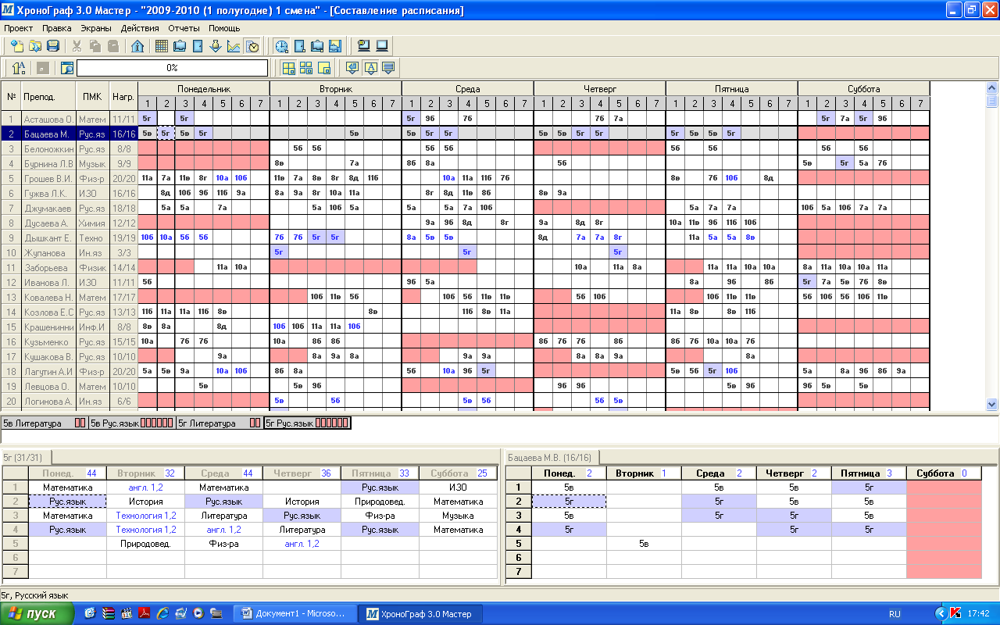 ХроноГраф 3.0 Мастер - "2009-2010 (1 полугодие) 1 смена" - [Составление расписания]
Проект Правка Экраны Действия Отчеты Помощь
0%
№ Препод. ПМК Нагр. Понедельник Вторник Среда Четверг Пятница Суббота
1 2 3 4 5 6 7 1 2 3 4 5 6 7 1 2 3 4 5 6 7 1 2 3 4 5 6 7 1 2 3 4 5 6 7 1 2 3 4 5 6 7
1 Асташова О. Матем 11/11 5г 5г 5г 9б 7б 7б 7а 5г 7а 5г 9б
2 Бацаева М. Рус.яз 16/16 5в 5г 5в 5г 5в 5в 5г 5г 5в 5в 5г 5г 5г 5в 5в 5г
3 Белоножкин Рус.яз 8/8 5б 5б 5б 5б 5б 5б 5б 5б
4 Бурнина Л.В Музык 9/9 8в 7а 8б 8а 5б 5в 5г 5а 7б
5 Грошев В.И. Физ-р 20/20 11а 7а 11в 8г 10а 10б 11в 7а 8в 8г 8д 11б 10а 11а 11б 7б 8в 7б 10б 8д
6 Гужва Л.К. ИЗО 16/16 8д 10б 9б 11б 9а 8а 9а 8г 10а 11а 8г 8д 11в 8б 8в 9а
7 Джумакаев Рус.яз 18/18 5а 5а 7а 5а 10б 5а 5а 5а 7а 10б 5а 7а 7а 10б 5а 10б 7а 7а
8 Дусаева А. Химия 12/12 9а 9б 8д 8г 9а 8д 8г 10а 11в 9б 11б 10б
9 Дышкант Е. Техно 19/19 10б 10а 5б 5б 7б 7б 5г 5г 8а 5в 5в 8д 7а 7а 8г 11а 5а 5а 8в
10 Жупанова Ин.яз 3/3 5г 5г 5г
11 Заборьева Физик 14/14 11а 10а 10а 11а 8а 11а 11а 10а 10а 8а 11а 10а 10а 11а
12 Иванова Л. ИЗО 11/11 5б 9б 5а 8а 9б 8б 5г 7а 5в 7б 8в
13 Ковалева Н. Матем 17/17 10б 11в 5б 10б 5б 11в 11в 5б 10б 10б 11в 11в 5б 10б 5б 10б 11в
14 Козлова Е.С Рус.яз 13/13 11б 11а 11в 11б 8в 8в 11б 8в 11а 11а 8в 8в 11б
15 Крашенинни Инф.И 8/8 8в 8а 8д 10б 10б 11а 11а 10б
16 Кузьменко Рус.яз 15/15 10а 7б 7б 10а 8б 8б 8б 7б 7б 8б 8б 7б 10а 10а 7б
17 Кушакова В. Рус.яз 10/10 9а 8а 9а 8а 9а 9а 8а 8а 9а 8а
18 Лагутин А.И Физ-р 20/20 5а 5в 9а 10а 10б 8б 8а 5б 10а 9б 5г 5в 5б 5г 10б 5а 8а 9б 8б 9а
19 Левцова О. Матем 10/10 5в 5в 9б 9б 9б 5в 9б 9б 5в 5в
20 Логинова А. Ин.яз 6/6 5в 5б 5в 5б 5б 5в
5в Литература 5в Рус.язык 5г Литература 5г Рус.язык
5г (31/31)
Понед. 44 Вторник 32 Среда 44 Четверг 36 Пятница 33 Суббота 25
1 Математика англ. 1,2 Математика Рус.язык ИЗО
2 Рус.язык История Рус.язык История Природовед. Математика
3 Математика Технология 1,2 Литература Рус.язык Физ-ра Музыка
4 Рус.язык Технология 1,2 англ. 1,2 Литература Рус.язык Математика
5 Природовед. Физ-ра англ. 1,2
6
7
Бацаева М.В. (16/16)
Понед. 2 Вторник 1 Среда 2 Четверг 2 Пятница 3 Суббота 0
1 5в 5в 5в 5г
2 5г 5г 5в 5в
3 5в 5г 5г 5в
4 5г 5г 5г
5 5в
6
7
5г, Русский язык
пуск Документ1 - Microso... ХроноГраф 3.0 Мастер RU 17:42